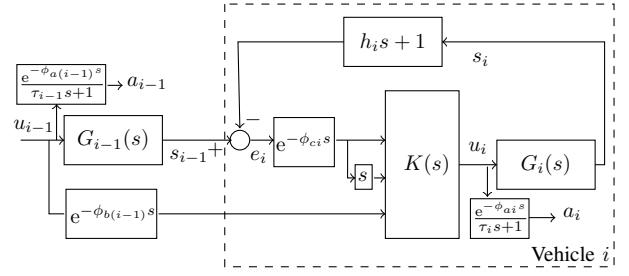 h_i s + 1
s_i
e^{-ϕ_{a(i−1)}s} / τ_{i−1}s+1
a_{i−1}
u_{i−1}
G_{i−1}(s)
s_{i−1}
+
−
e_i
e^{-ϕ_{ci}s}
s
K(s)
u_i
G_i(s)
e^{-ϕ_{b(i−1)}s}
e^{-ϕ_{ai}s} / τ_i s+1
a_i
Vehicle i